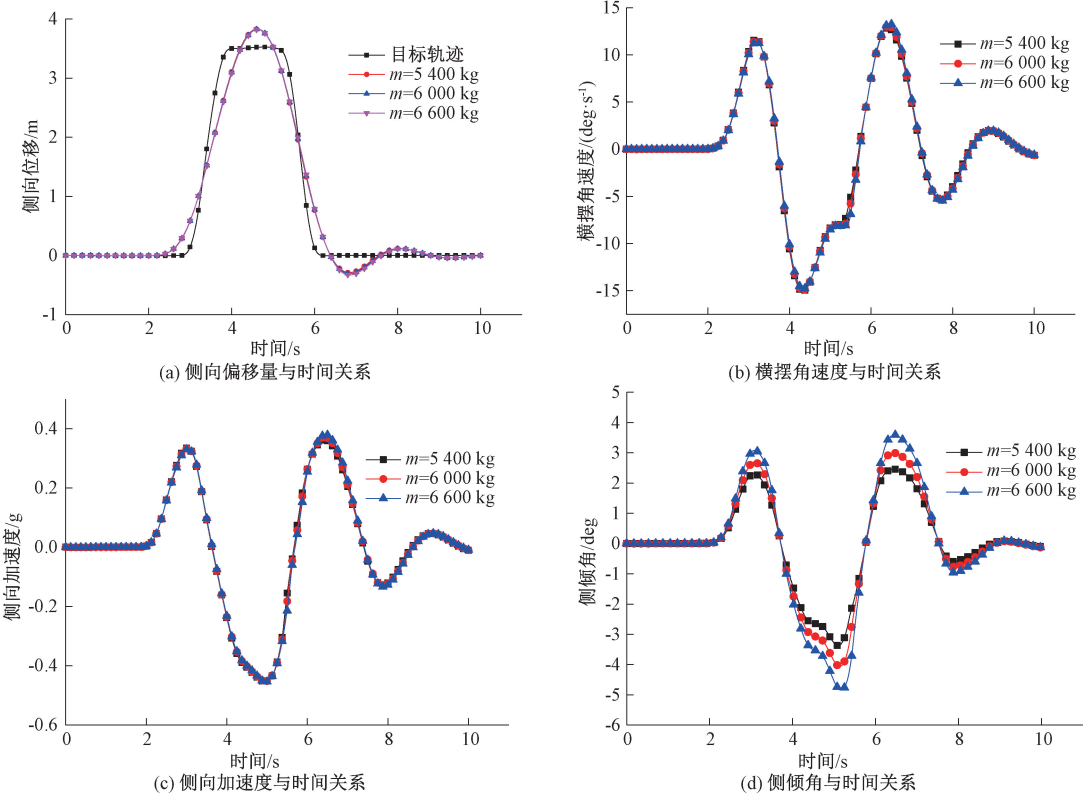 4
3
2
1
0
-1
0
2
4
6
8
10
侧向位移/m
目标轨迹
m=5 400 kg
m=6 000 kg
m=6 600 kg
时间/s
(a) 侧向偏移量与时间关系
15
10
5
0
-5
-10
-15
0
2
4
6
8
10
横摆角速度/(deg·s-1)
m=5 400 kg
m=6 000 kg
m=6 600 kg
时间/s
(b) 横摆角速度与时间关系
0.4
0.2
0.0
-0.2
-0.4
-0.6
0
2
4
6
8
10
侧向加速度/g
m=5 400 kg
m=6 000 kg
m=6 600 kg
时间/s
(c) 侧向加速度与时间关系
5
4
3
2
1
0
-1
-2
-3
-4
-5
-6
0
2
4
6
8
10
侧倾角/deg
m=5 400 kg
m=6 000 kg
m=6 600 kg
时间/s
(d) 侧倾角与时间关系